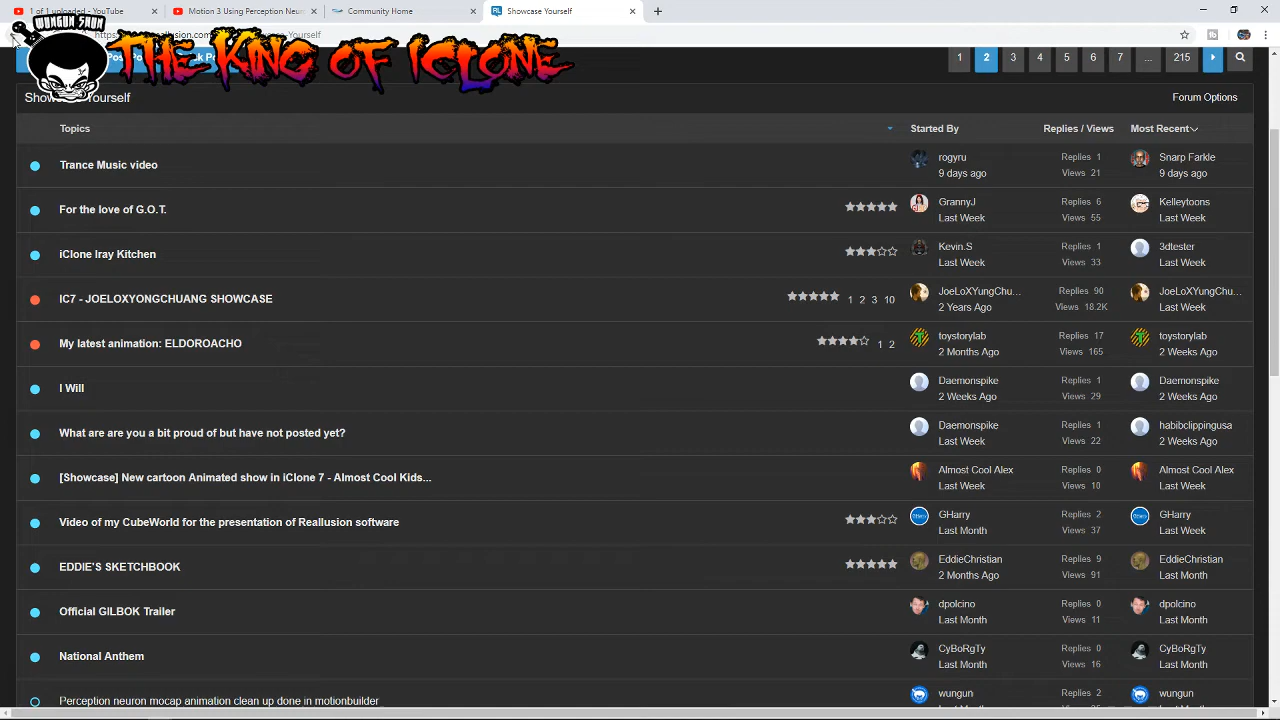 1 of 1 uploaded - YouTube
Motion 3 Using Perception Neur
Community Home
Showcase Yourself
WUNGUN SHUN
THE KING OF ICLONE
1 2 3 4 5 6 7 ... 215
Yourself
Forum Options
Topics Started By Replies / Views Most Recent
Trance Music video rogyru Replies 1 Snarp Farkle
9 days ago Views 21 9 days ago
For the love of G.O.T. GrannyJ Replies 6 Kelleytoons
Last Week Views 55 Last Week
iClone Iray Kitchen Kevin.S Replies 1 3dtester
Last Week Views 33 Last Week
IC7 - JOELOXYONGCHUANG SHOWCASE 1 2 3 10 JoeLoXYungChu... Replies 90 JoeLoXYungChu...
2 Years Ago Views 18.2K Last Week
My latest animation: ELDOROACHO 1 2 toystorylab Replies 17 toystorylab
2 Months Ago Views 165 2 Weeks Ago
I Will Daemonspike Replies 1 Daemonspike
2 Weeks Ago Views 29 2 Weeks Ago
What are are you a bit proud of but have not posted yet? Daemonspike Replies 1 habibclippingusa
Last Week Views 22 2 Weeks Ago
[Showcase] New cartoon Animated show in iClone 7 - Almost Cool Kids... Almost Cool Alex Replies 0 Almost Cool Alex
Last Week Views 10 Last Week
Video of my CubeWorld for the presentation of Reallusion software GHarry Replies 2 GHarry
Last Month Views 37 Last Week
EDDIE'S SKETCHBOOK EddieChristian Replies 9 EddieChristian
2 Months Ago Views 91 Last Month
Official GILBOK Trailer dpolcino Replies 0 dpolcino
Last Month Views 11 Last Month
National Anthem CyBoRgTy Replies 0 CyBoRgTy
Last Month Views 16 Last Month
Perception neuron mocap animation clean up done in motionbuilder wungun Replies 2 wungun